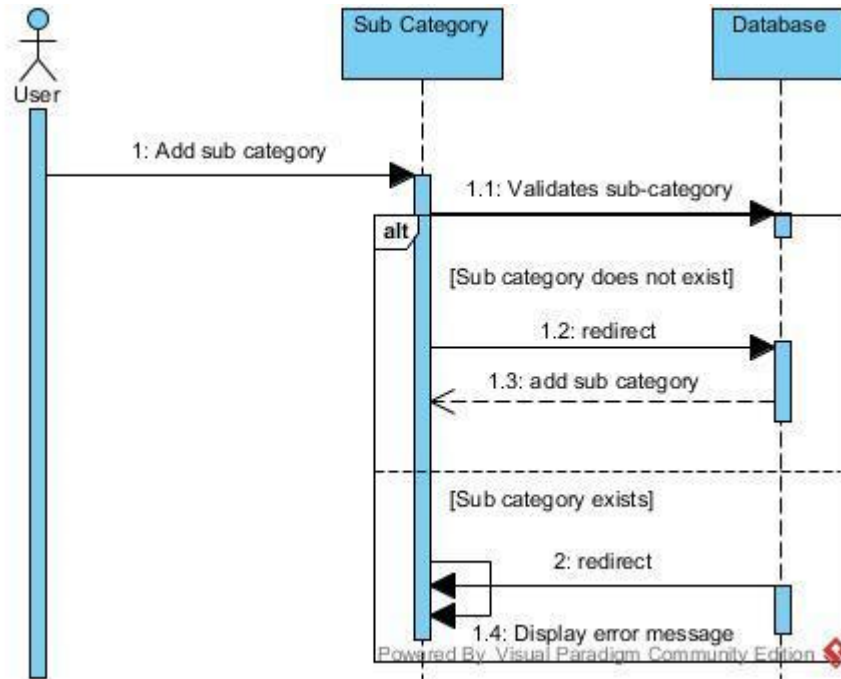 Sub Category
Database
User
1: Add sub category
1.1: Validates sub-category
alt
[Sub category does not exist]
1.2: redirect
1.3: add sub category
[Sub category exists]
2: redirect
1.4: Display error message
Powered By Visual Paradigm Community Edition